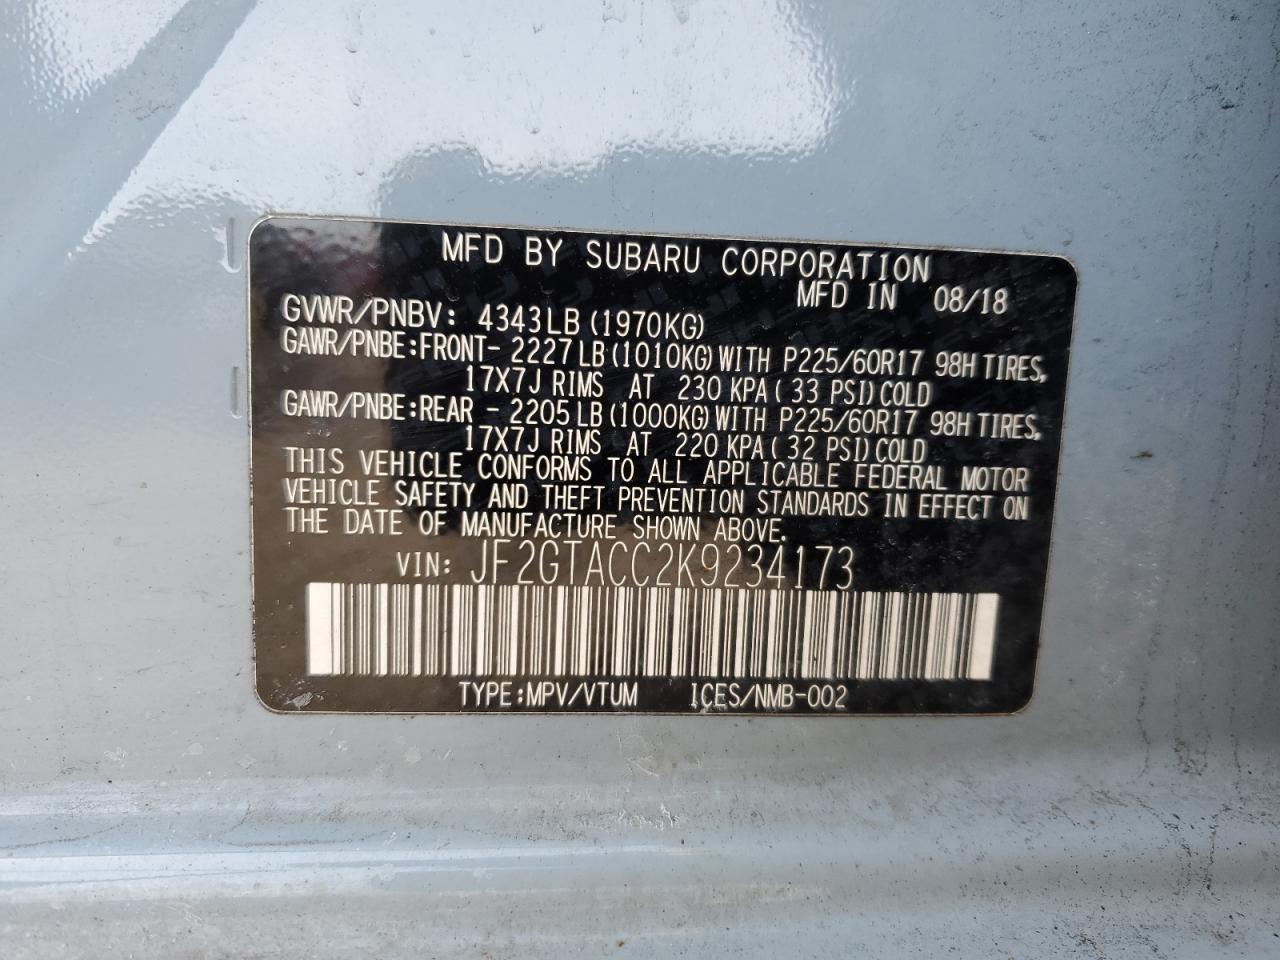 MFD BY SUBARU CORPORATION
MFD IN 08/18
GVWR/PNBV: 4343LB (1970KG)
GAWR/PNBE:FRONT- 2227LB (1010KG) WITH P225/60R17 98H TIRES,
17X7J RIMS AT 230 KPA ( 33 PSI) COLD
GAWR/PNBE:REAR - 2205LB (1000KG) WITH P225/60R17 98H TIRES,
17X7J RIMS AT 220 KPA ( 32 PSI) COLD
THIS VEHICLE CONFORMS TO ALL APPLICABLE FEDERAL MOTOR
VEHICLE SAFETY AND THEFT PREVENTION STANDARDS IN EFFECT ON
THE DATE OF MANUFACTURE SHOWN ABOVE.
VIN: JF2GTACC2K9234173
TYPE:MPV/VTUM ICES/NMB-002